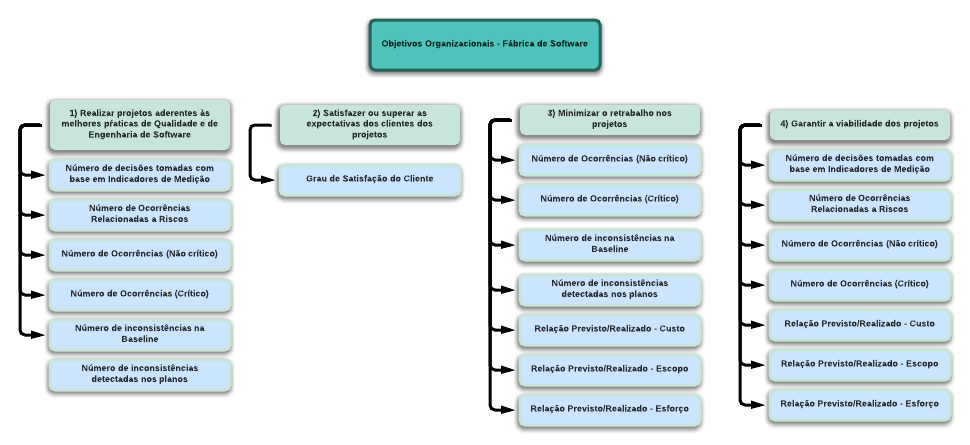 Objetivos Organizacionais - Fábrica de Software
1) Realizar projetos aderentes às
melhores práticas de Qualidade e de
Engenharia de Software
Número de decisões tomadas com
base em Indicadores de Medição
Número de Ocorrências
Relacionadas a Riscos
Número de Ocorrências (Não crítico)
Número de Ocorrências (Crítico)
Número de inconsistências na
Baseline
Número de inconsistências
detectadas nos planos
2) Satisfazer ou superar as
expectativas dos clientes dos
projetos
Grau de Satisfação do Cliente
3) Minimizar o retrabalho nos
projetos
Número de Ocorrências (Não crítico)
Número de Ocorrências (Crítico)
Número de inconsistências na
Baseline
Número de inconsistências
detectadas nos planos
Relação Previsto/Realizado - Custo
Relação Previsto/Realizado - Escopo
Relação Previsto/Realizado - Esforço
4) Garantir a viabilidade dos projetos
Número de decisões tomadas com
base em Indicadores de Medição
Número de Ocorrências
Relacionadas a Riscos
Número de Ocorrências (Não crítico)
Número de Ocorrências (Crítico)
Relação Previsto/Realizado - Custo
Relação Previsto/Realizado - Escopo
Relação Previsto/Realizado - Esforço